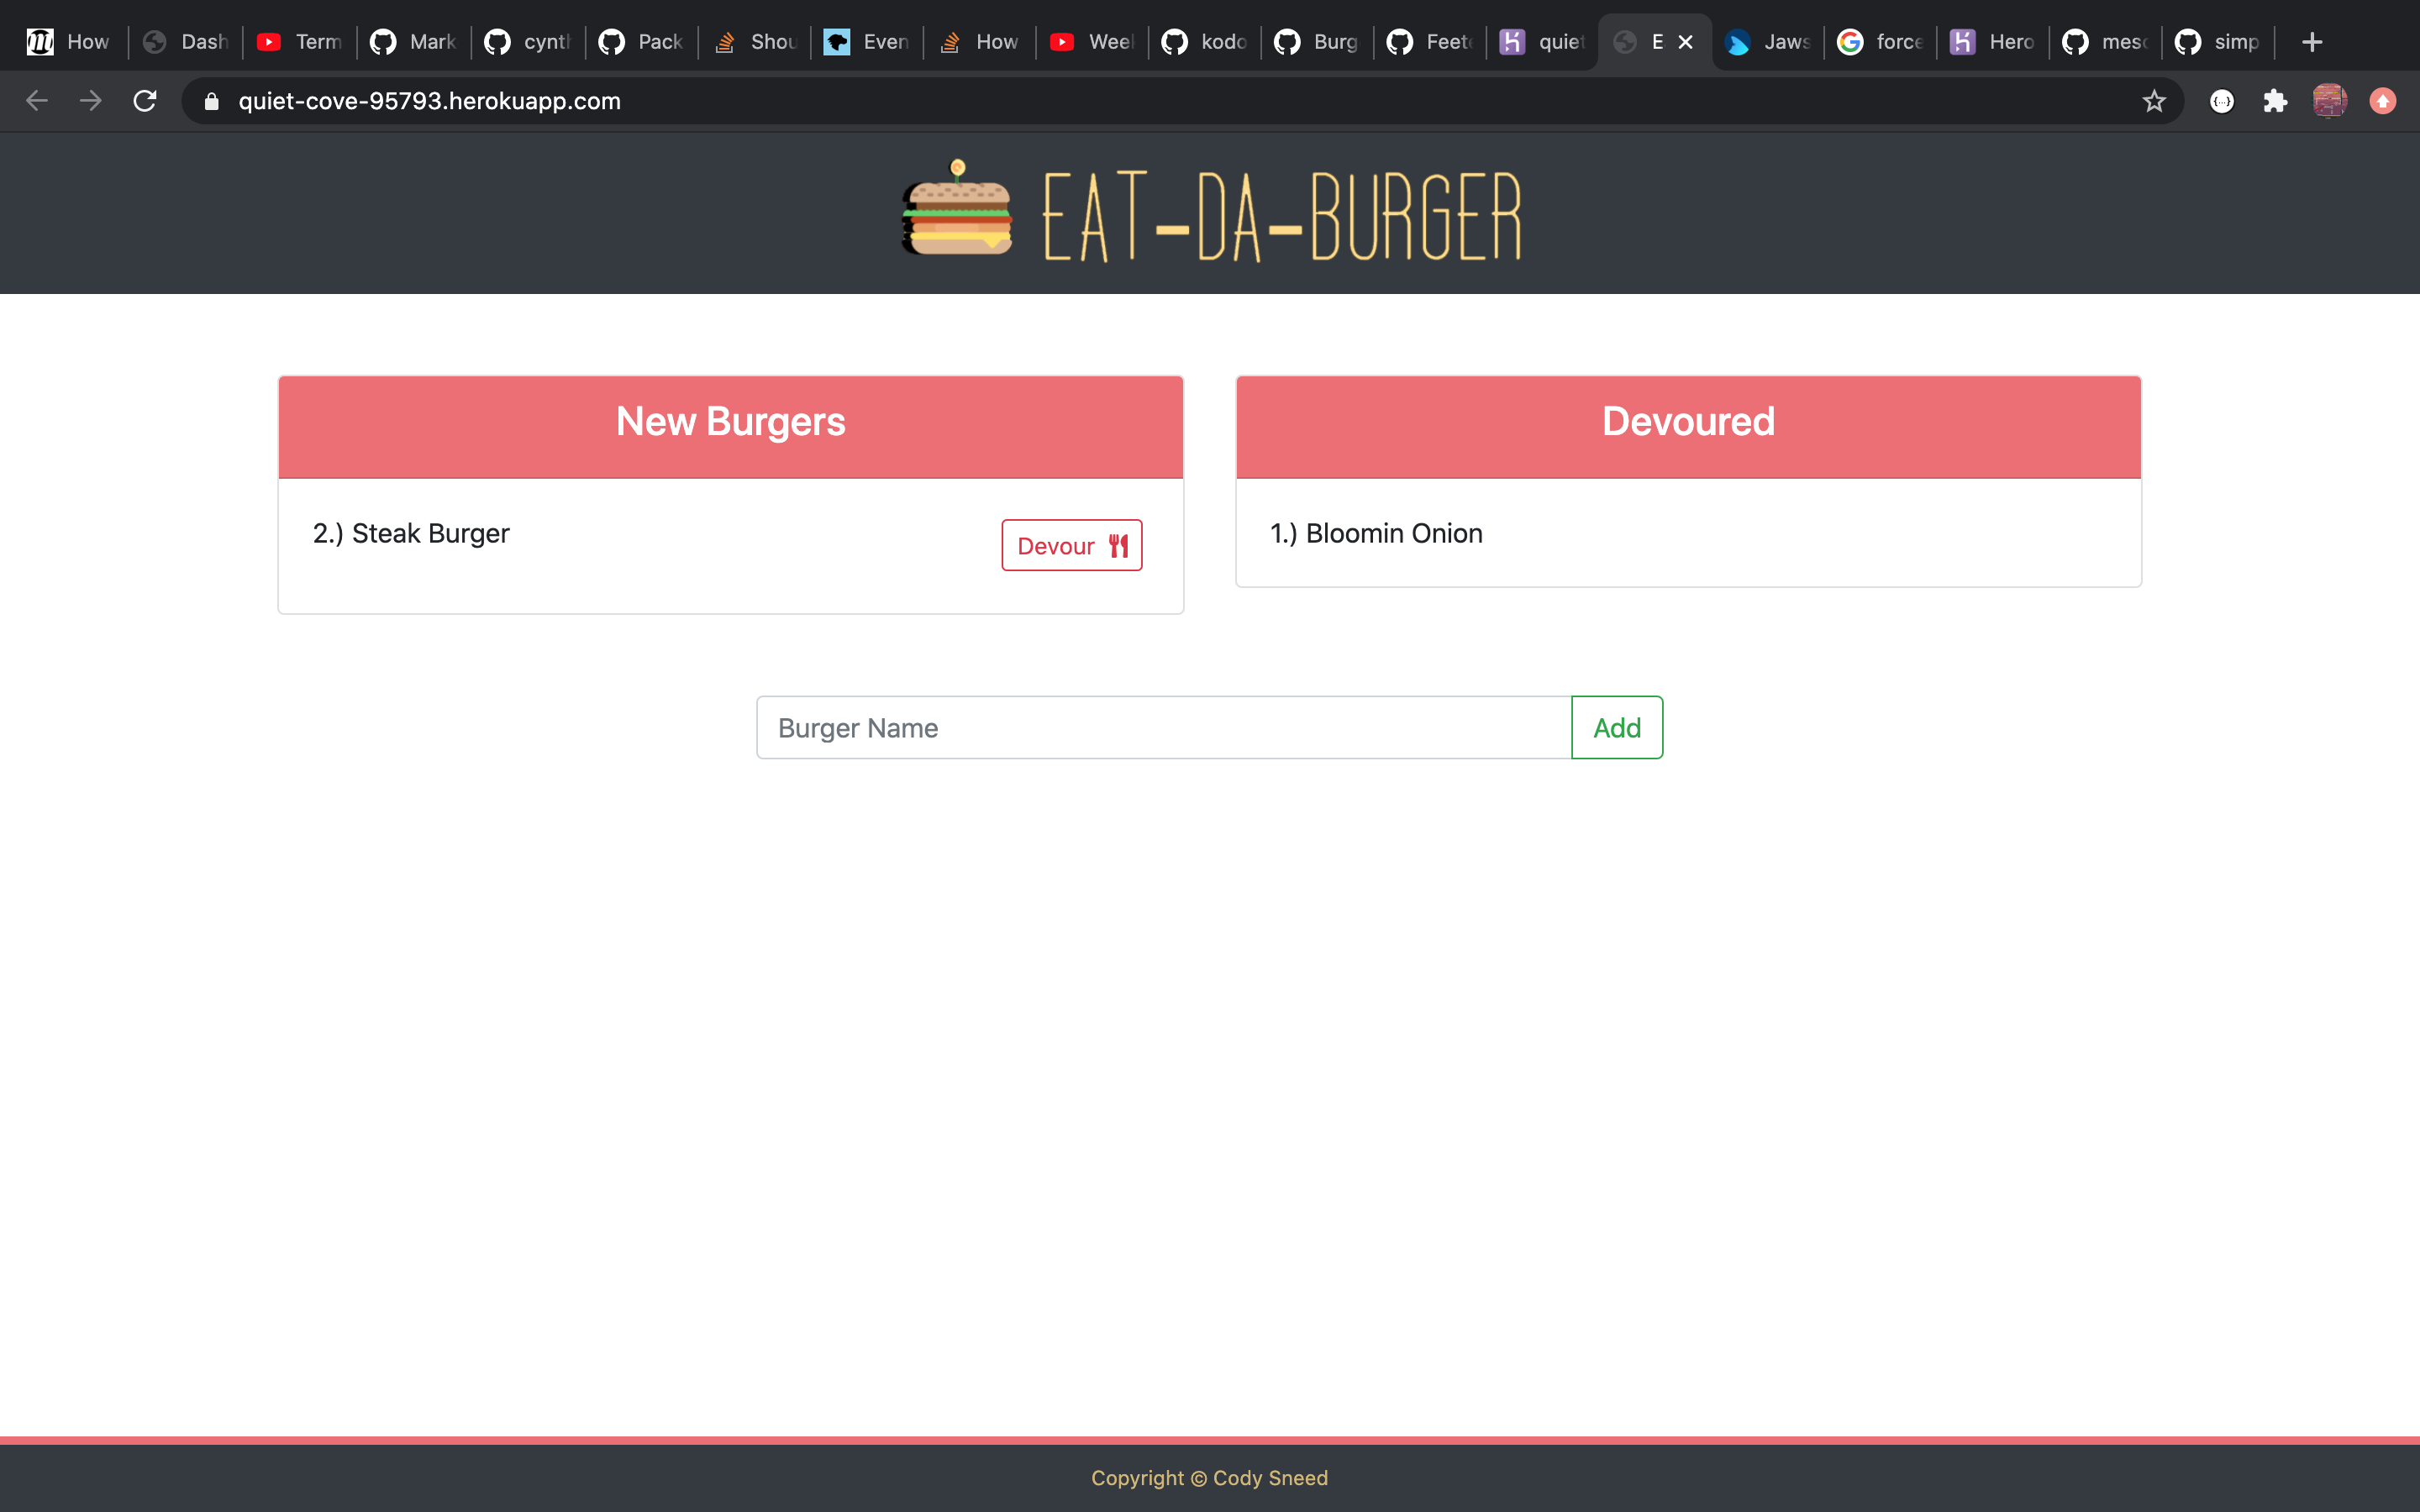 How Dash Term Mark cynth Pack Shou Even How Weel kodo Burg Feete quiet E Jaws force Hero meso simp
quiet-cove-95793.herokuapp.com
EAT-DA-BURGER
New Burgers
Devoured
2.) Steak Burger
Devour
1.) Bloomin Onion
Burger Name
Add
Copyright © Cody Sneed